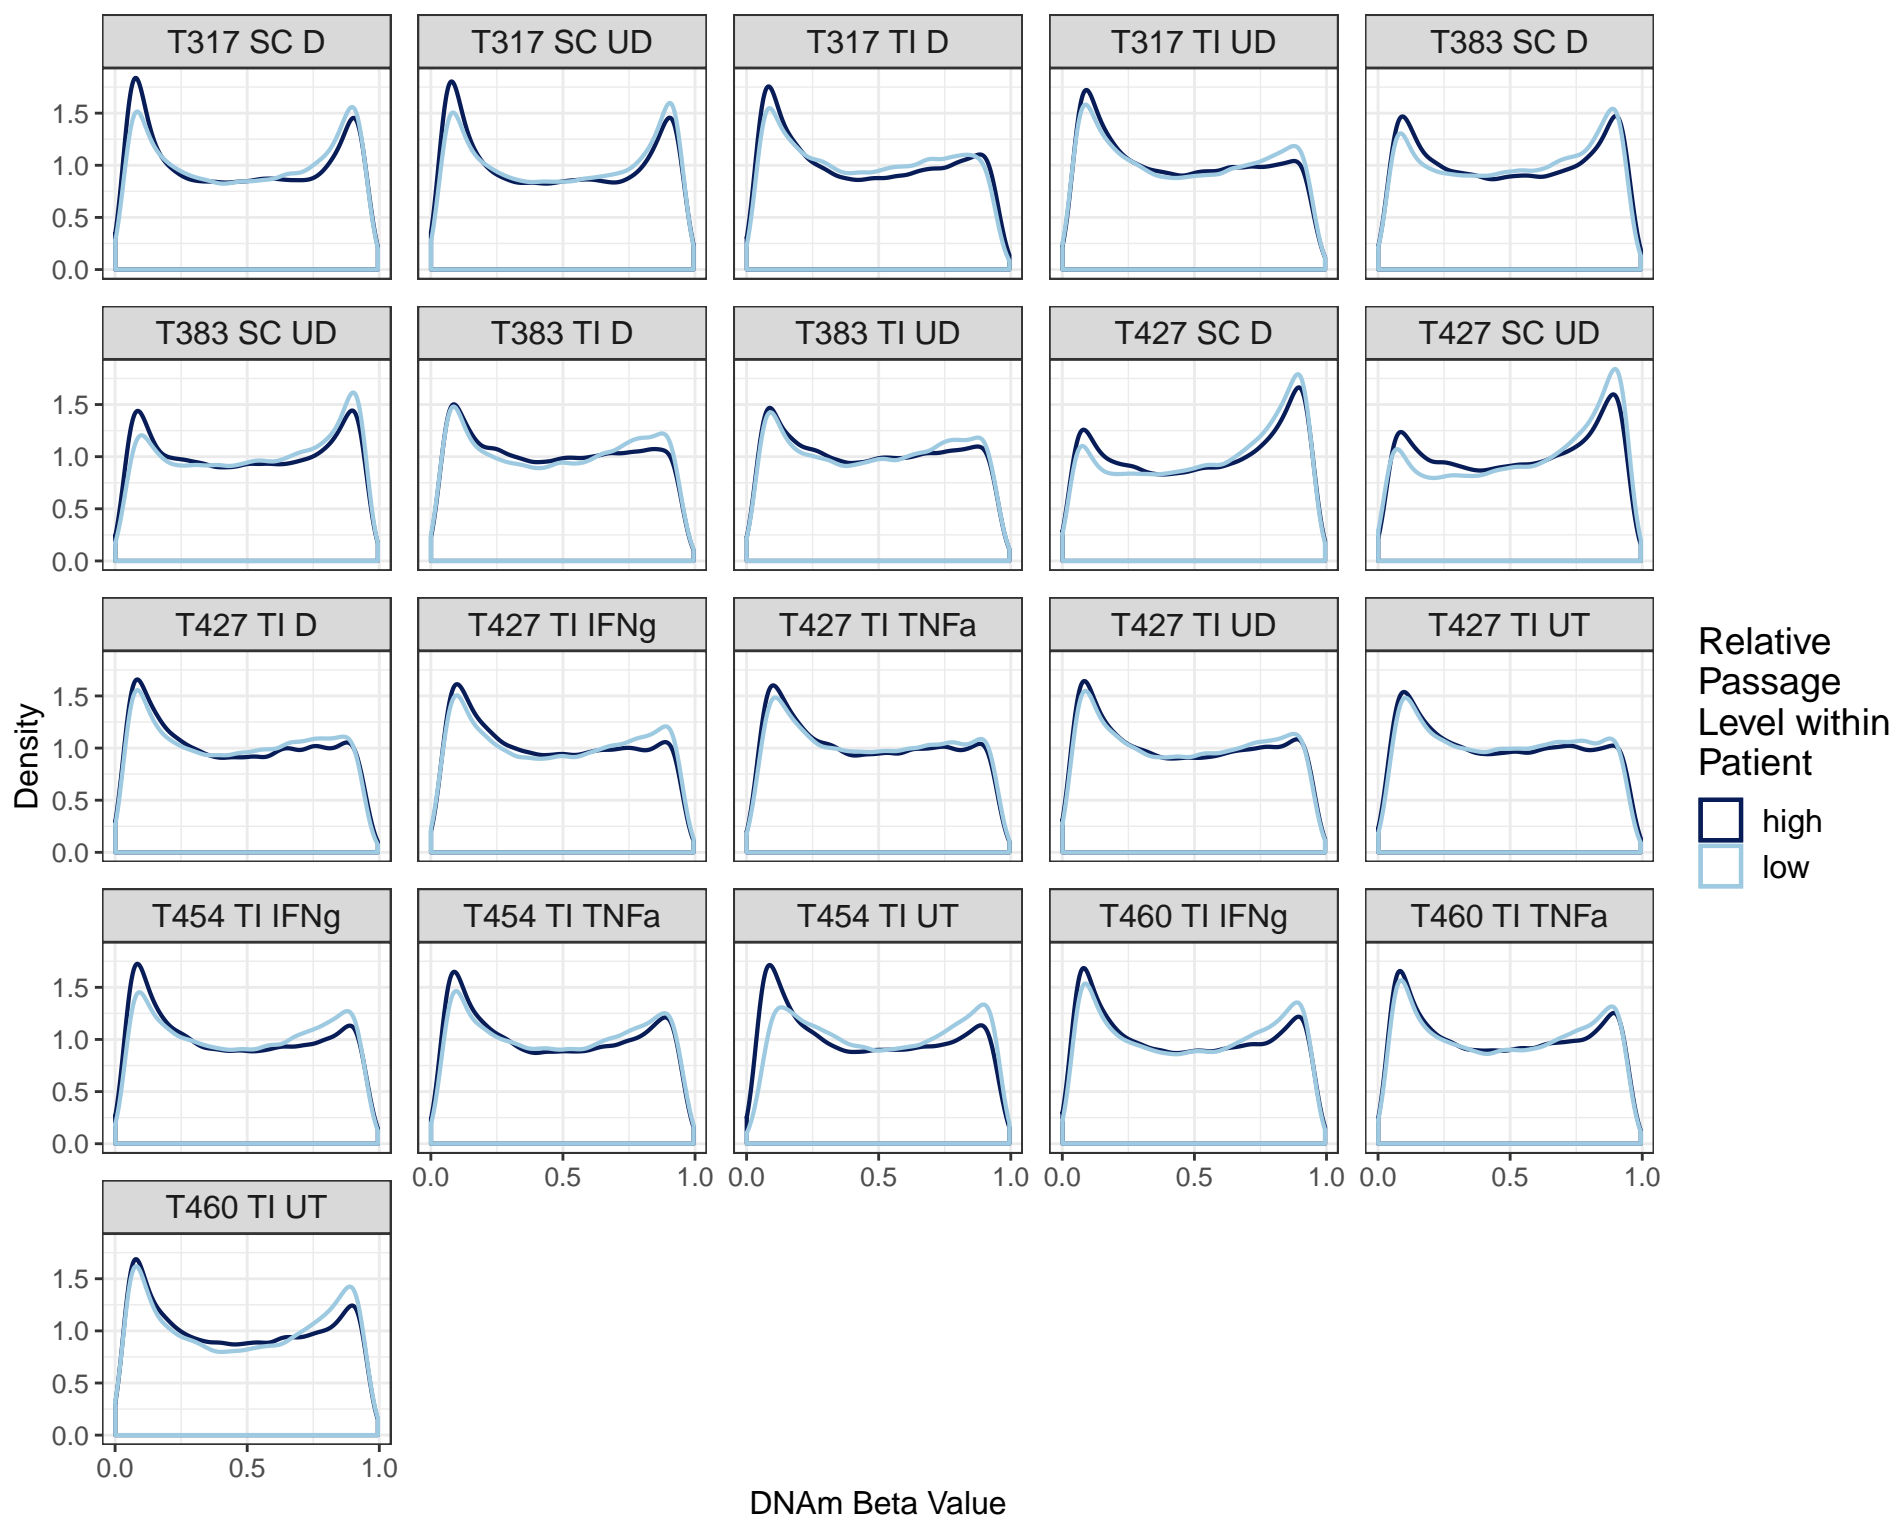 T317 SC D
T317 SC UD
T317 TI D
T317 TI UD
T383 SC D
1.5
1.0
0.5
0.0
T383 SC UD
T383 TI D
T383 TI UD
T427 SC D
T427 SC UD
1.5
1.0
0.5
0.0
T427 TI D
T427 TI IFNg
T427 TI TNFa
T427 TI UD
T427 TI UT
1.5
1.0
0.5
0.0
Density
T454 TI IFNg
T454 TI TNFa
T454 TI UT
T460 TI IFNg
T460 TI TNFa
1.5
1.0
0.5
0.0
0.0 0.5 1.0
0.0 0.5 1.0
0.0 0.5 1.0
0.0 0.5 1.0
T460 TI UT
1.5
1.0
0.5
0.0
0.0 0.5 1.0
DNAm Beta Value
Relative
Passage
Level within
Patient
high
low